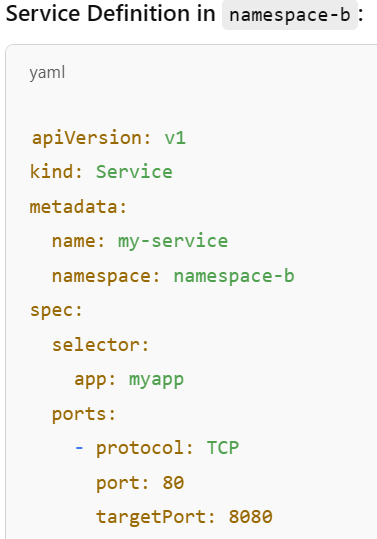 Service Definition in namespace-b:
yaml
apiVersion: v1
kind: Service
metadata:
  name: my-service
  namespace: namespace-b
spec:
  selector:
    app: myapp
  ports:
    - protocol: TCP
      port: 80
      targetPort: 8080